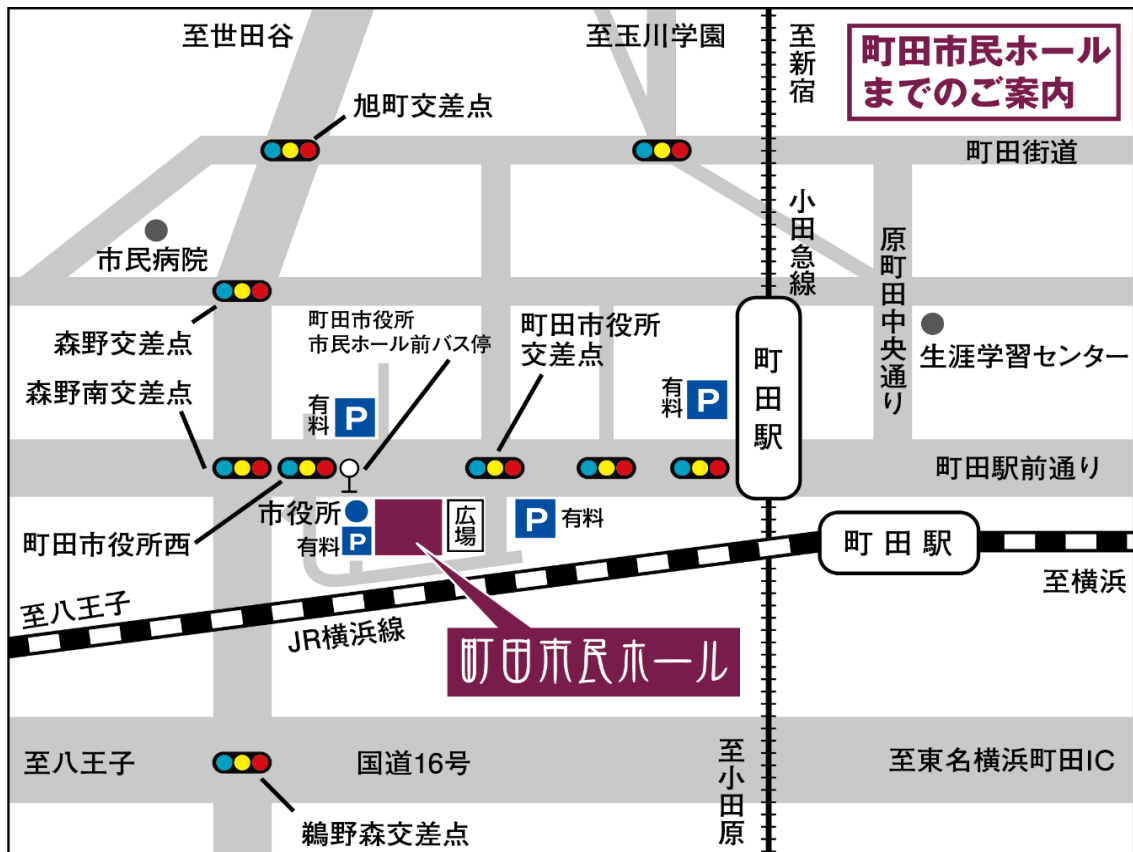 至世田谷
至玉川学園
至新宿
町田市民ホール
までのご案内
旭町交差点
町田街道
小田急線
原町田中央通り
市民病院
森野交差点
町田市役所
市民ホール前バス停
町田市役所
交差点
生涯学習センター
森野南交差点
有料
P
有料
P
町田駅
町田駅前通り
町田市役所西
市役所
有料
P
広場
P
有料
町田駅
至横浜
至八王子
JR横浜線
町田市民ホール
至八王子
国道16号
至小田原
至東名横浜町田IC
鵜野森交差点